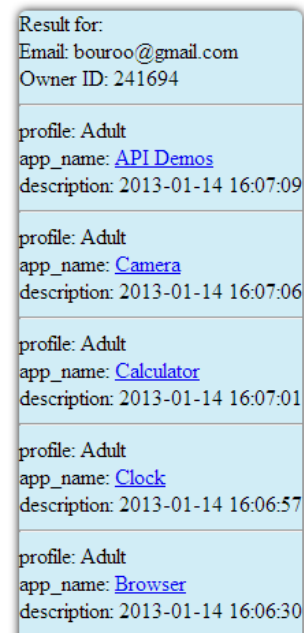 Result for:
Email: bouroo@gmail.com
Owner ID: 241694
profile: Adult
app_name: API Demos
description: 2013-01-14 16:07:09
profile: Adult
app_name: Camera
description: 2013-01-14 16:07:06
profile: Adult
app_name: Calculator
description: 2013-01-14 16:07:01
profile: Adult
app_name: Clock
description: 2013-01-14 16:06:57
profile: Adult
app_name: Browser
description: 2013-01-14 16:06:30